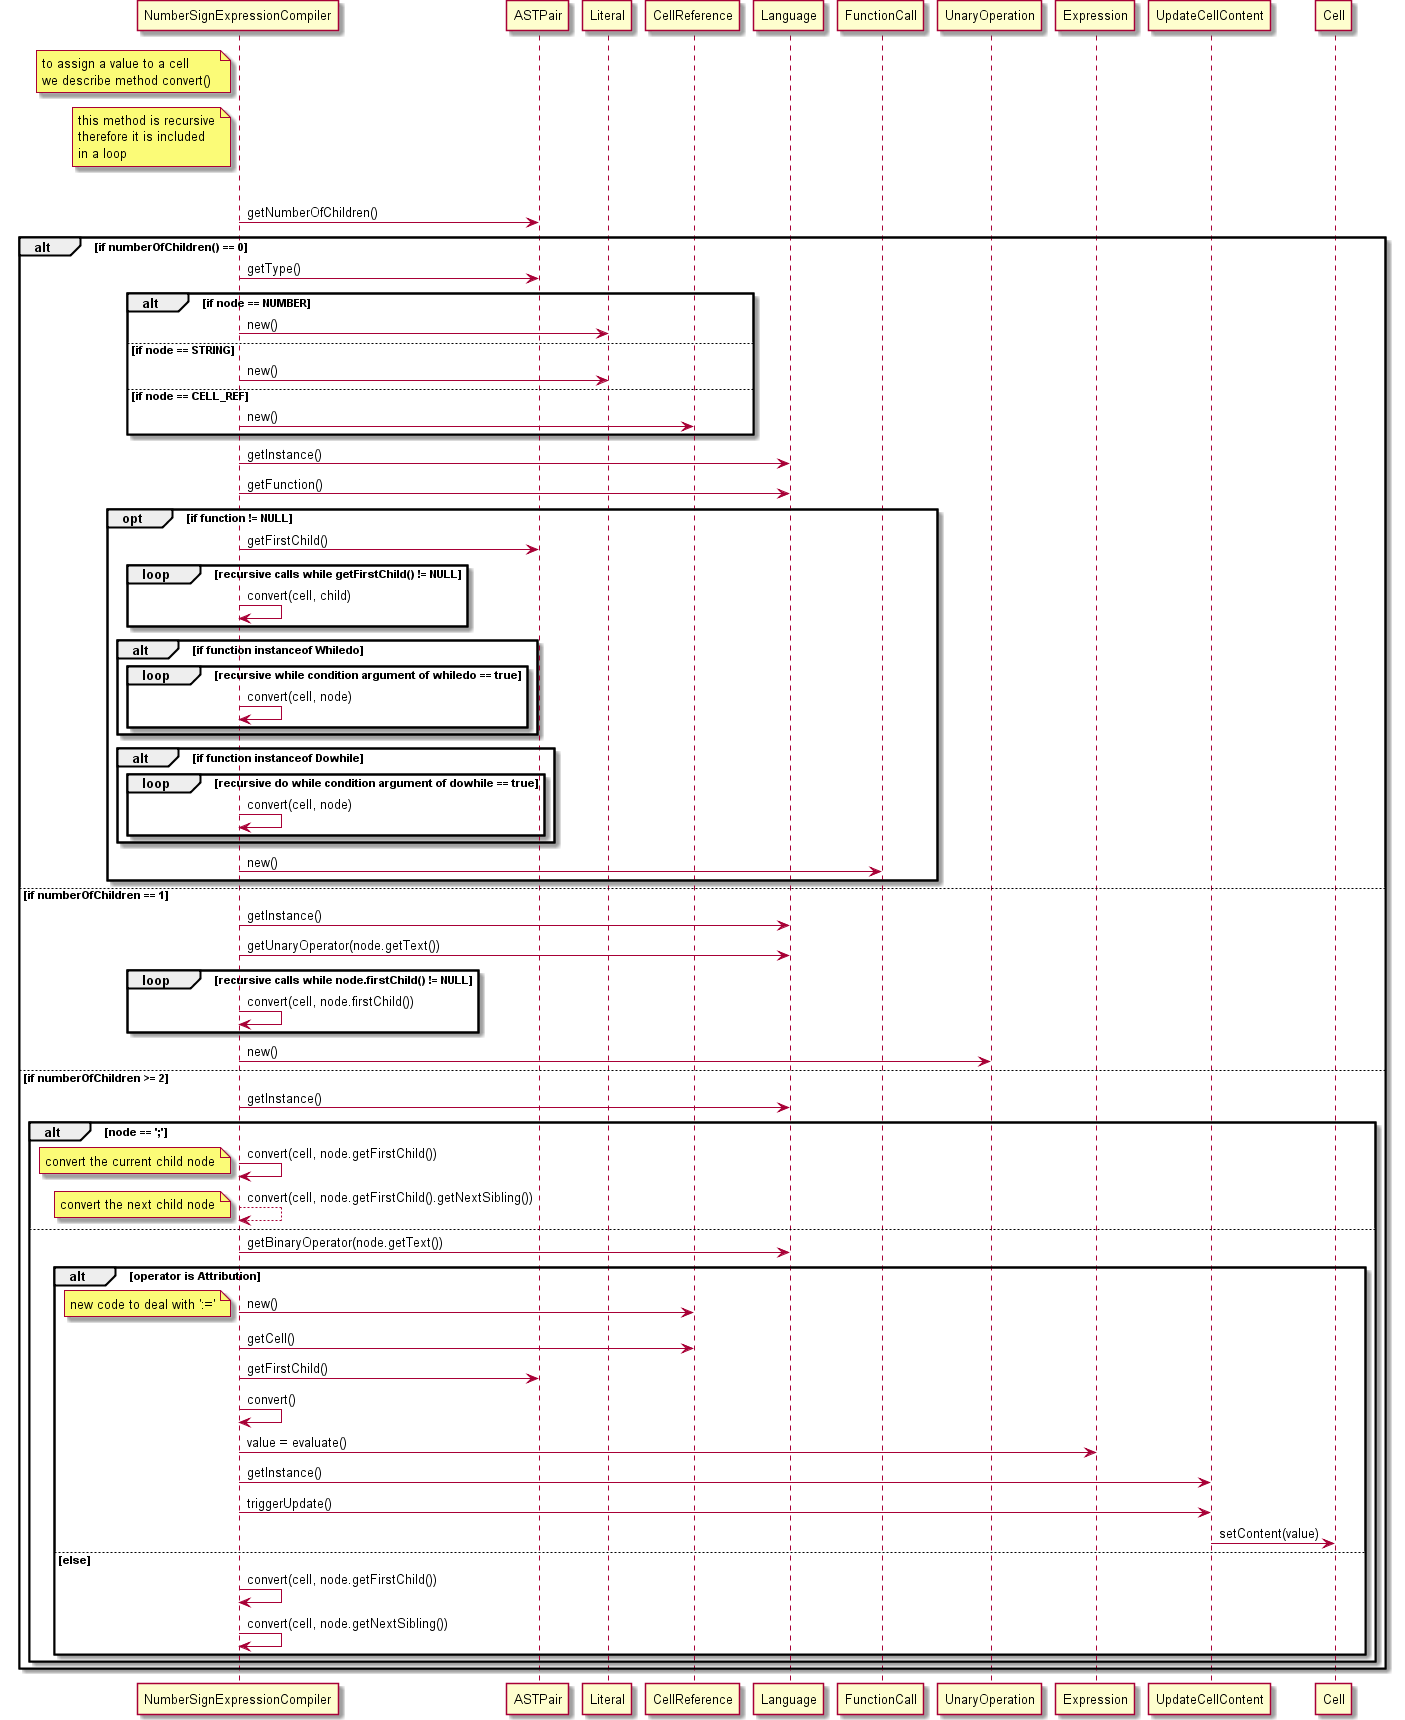 NumberSignExpressionCompiler
ASTPair
Literal
CellReference
Language
FunctionCall
UnaryOperation
Expression
UpdateCellContent
Cell
to assign a value to a cell
we describe method convert()
this method is recursive
therefore it is included
in a loop
getNumberOfChildren()
alt
[if numberOfChildren() == 0]
getType()
alt
[if node == NUMBER]
new()
[if node == STRING]
new()
[if node == CELL_REF]
new()
getInstance()
getFunction()
opt
[if function != NULL]
getFirstChild()
loop
[recursive calls while getFirstChild() != NULL]
convert(cell, child)
alt
[if function instanceof Whiledo]
loop
[recursive while condition argument of whiledo == true]
convert(cell, node)
alt
[if function instanceof Dowhile]
loop
[recursive do while condition argument of dowhile == true]
convert(cell, node)
new()
[if numberOfChildren == 1]
getInstance()
getUnaryOperator(node.getText())
loop
[recursive calls while node.firstChild() != NULL]
convert(cell, node.firstChild())
new()
[if numberOfChildren >= 2]
getInstance()
alt
[node == ';']
convert the current child node
convert(cell, node.getFirstChild())
convert the next child node
convert(cell, node.getFirstChild().getNextSibling())
getBinaryOperator(node.getText())
alt
[operator is Attribution]
new code to deal with ':='
new()
getCell()
getFirstChild()
convert()
value = evaluate()
getInstance()
triggerUpdate()
setContent(value)
[else]
convert(cell, node.getFirstChild())
convert(cell, node.getNextSibling())
NumberSignExpressionCompiler
ASTPair
Literal
CellReference
Language
FunctionCall
UnaryOperation
Expression
UpdateCellContent
Cell